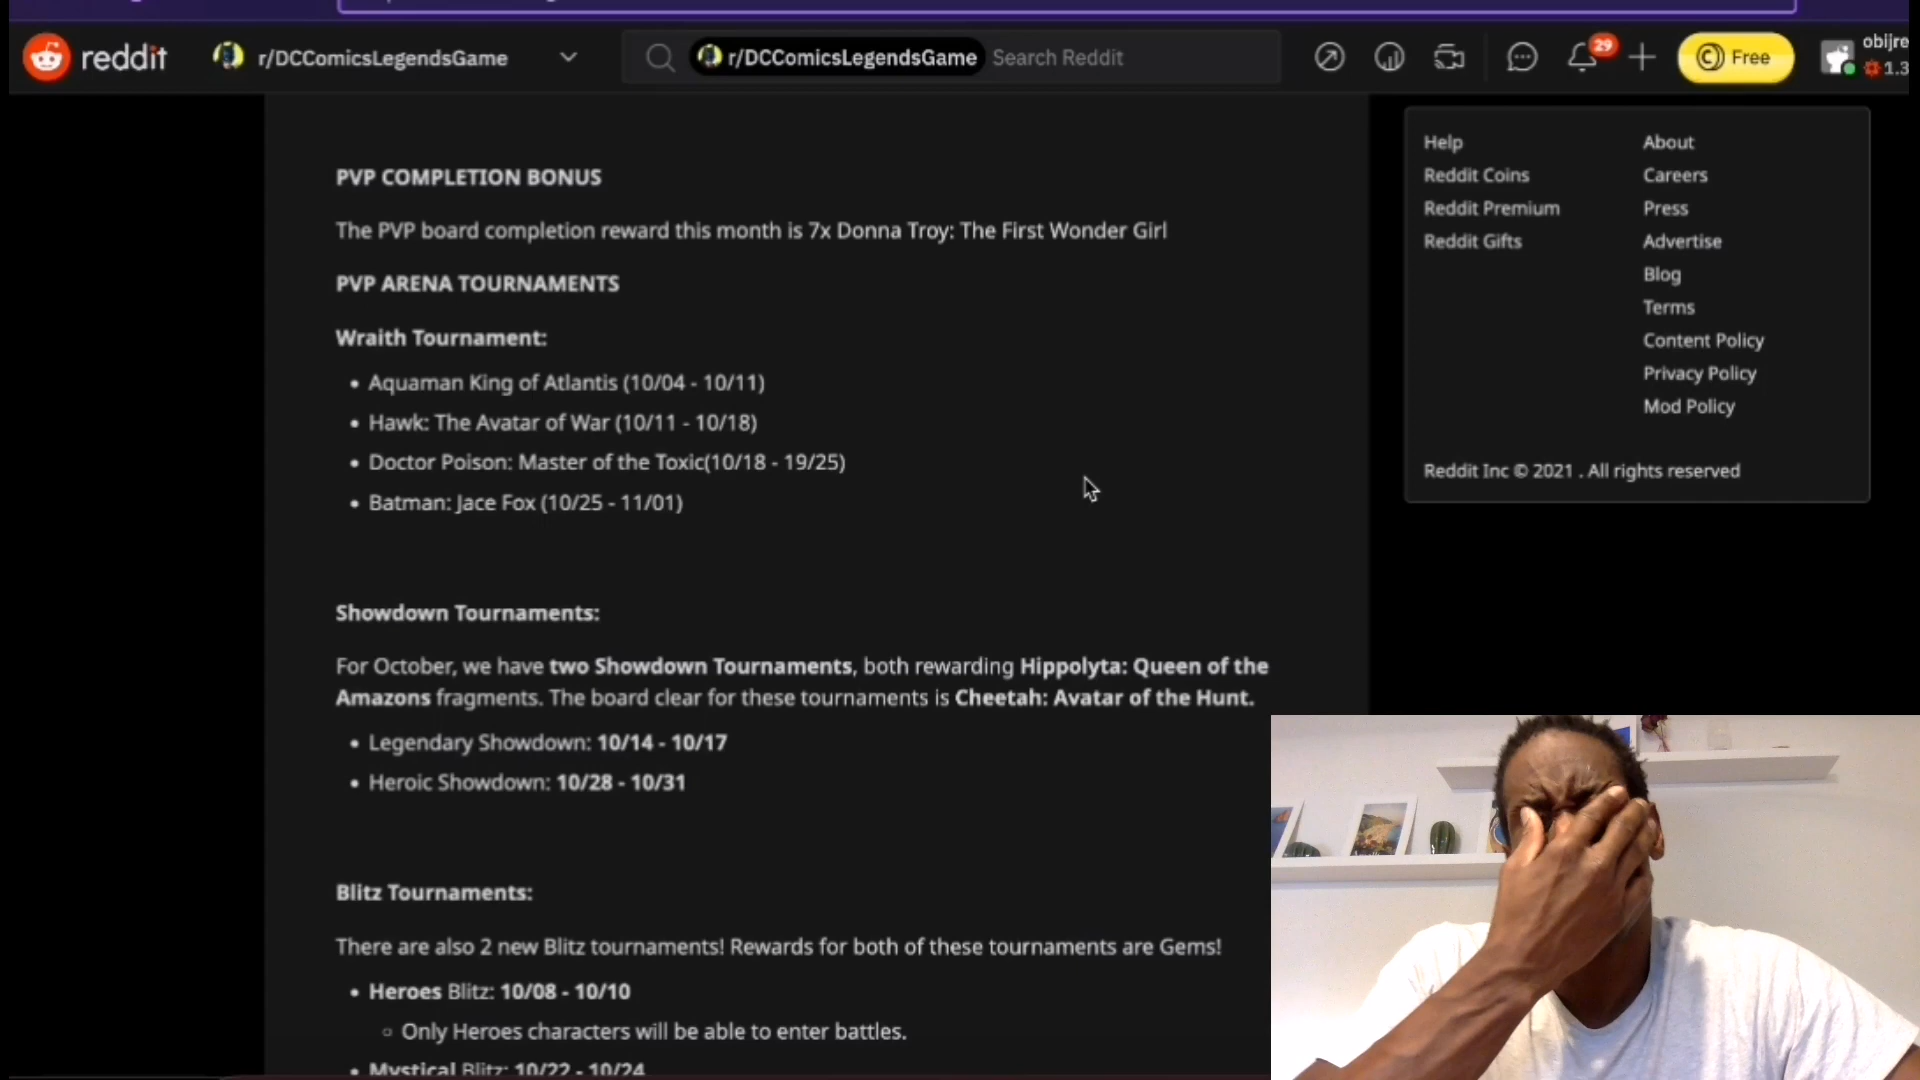 reddit
r/DCComicsLegendsGame
r/DCComicsLegendsGame Search Reddit
29
Free
obijre
1.3
PVP COMPLETION BONUS
The PVP board completion reward this month is 7x Donna Troy: The First Wonder Girl
PVP ARENA TOURNAMENTS
Wraith Tournament:
• Aquaman King of Atlantis (10/04 - 10/11)
• Hawk: The Avatar of War (10/11 - 10/18)
• Doctor Poison: Master of the Toxic(10/18 - 19/25)
• Batman: Jace Fox (10/25 - 11/01)
Showdown Tournaments:
For October, we have two Showdown Tournaments, both rewarding Hippolyta: Queen of the
Amazons fragments. The board clear for these tournaments is Cheetah: Avatar of the Hunt.
• Legendary Showdown: 10/14 - 10/17
• Heroic Showdown: 10/28 - 10/31
Blitz Tournaments:
There are also 2 new Blitz tournaments! Rewards for both of these tournaments are Gems!
• Heroes Blitz: 10/08 - 10/10
◦ Only Heroes characters will be able to enter battles.
• Mystical Blitz: 10/22 - 10/24
Help
Reddit Coins
Reddit Premium
Reddit Gifts
About
Careers
Press
Advertise
Blog
Terms
Content Policy
Privacy Policy
Mod Policy
Reddit Inc © 2021 . All rights reserved